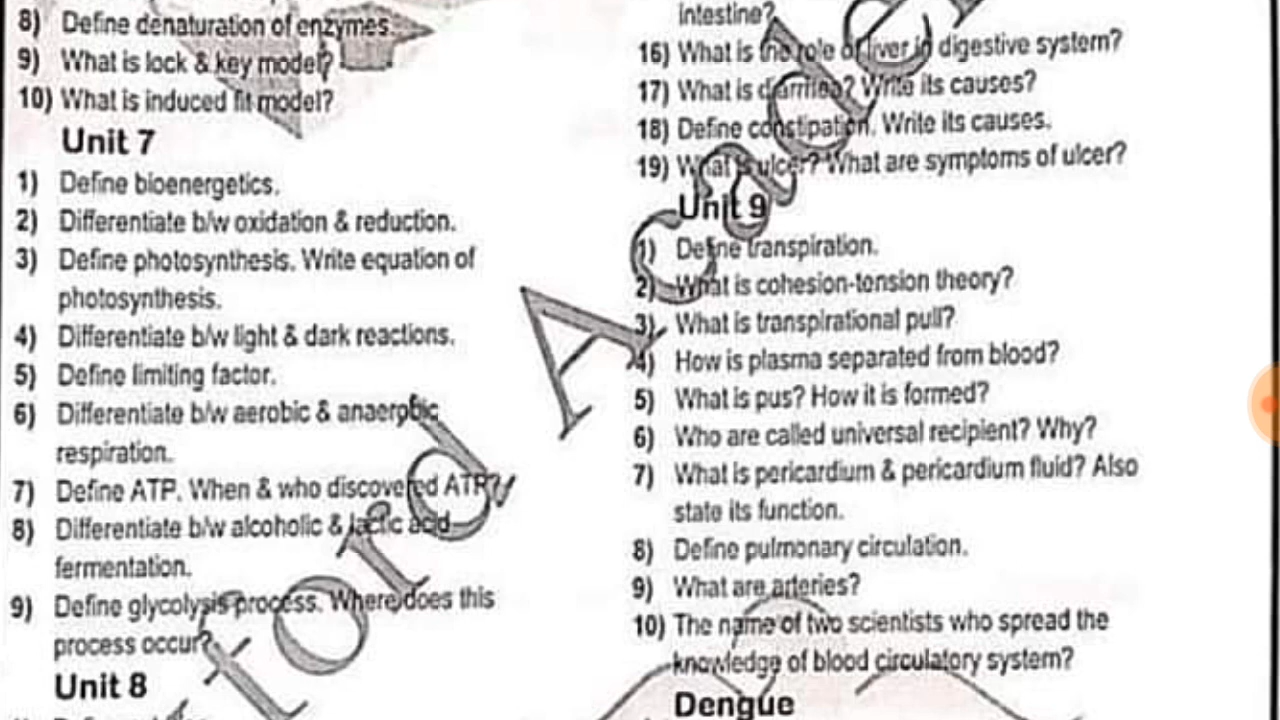 8) Define denaturation of enzymes.
9) What is lock & key model?
10) What is induced fit model?
Unit 7
1) Define bioenergetics.
2) Differentiate b/w oxidation & reduction.
3) Define photosynthesis. Write equation of
photosynthesis.
4) Differentiate b/w light & dark reactions.
5) Define limiting factor.
6) Differentiate b/w aerobic & anaerobic
respiration.
7) Define ATP. When & who discovered ATP?
8) Differentiate b/w alcoholic & lactic acid
fermentation.
9) Define glycolysis process. Where does this
process occur?
Unit 8
intestine?
16) What is the role of liver in digestive system?
17) What is diarrhea? Write its causes?
18) Define constipation. Write its causes.
19) What is ulcer? What are symptoms of ulcer?
Unit 9
1) Define transpiration.
2) What is cohesion-tension theory?
3) What is transpirational pull?
4) How is plasma separated from blood?
5) What is pus? How it is formed?
6) Who are called universal recipient? Why?
7) What is pericardium & pericardium fluid? Also
state its function.
8) Define pulmonary circulation.
9) What are arteries?
10) The name of two scientists who spread the
knowledge of blood circulatory system?
Dengue